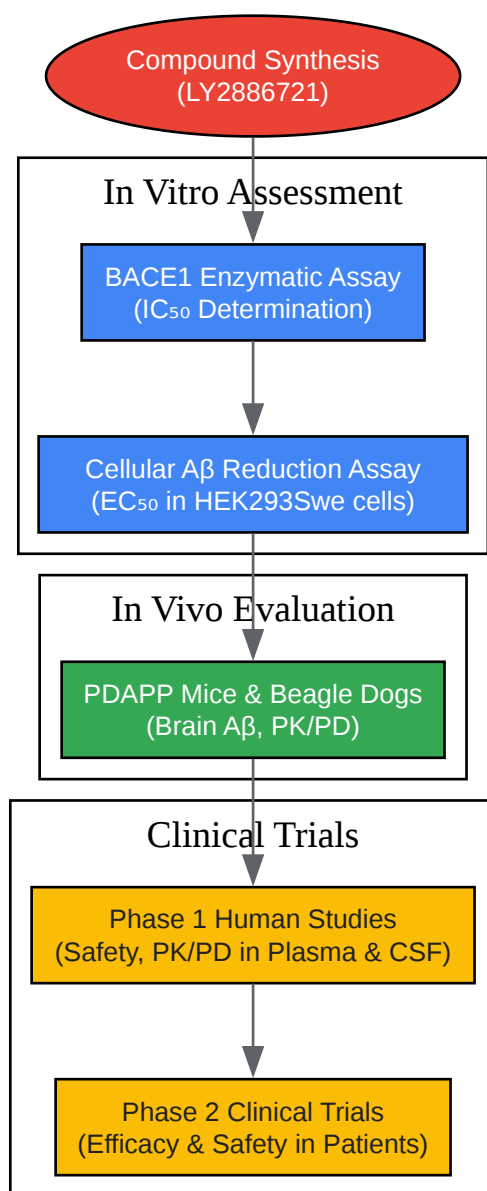 Compound Synthesis
(LY2886721)
In Vitro Assessment
BACE1 Enzymatic Assay
(IC₅₀ Determination)
Cellular Aβ Reduction Assay
(EC₅₀ in HEK293Swe cells)
In Vivo Evaluation
PDAPP Mice & Beagle Dogs
(Brain Aβ, PK/PD)
Clinical Trials
Phase 1 Human Studies
(Safety, PK/PD in Plasma & CSF)
Phase 2 Clinical Trials
(Efficacy & Safety in Patients)